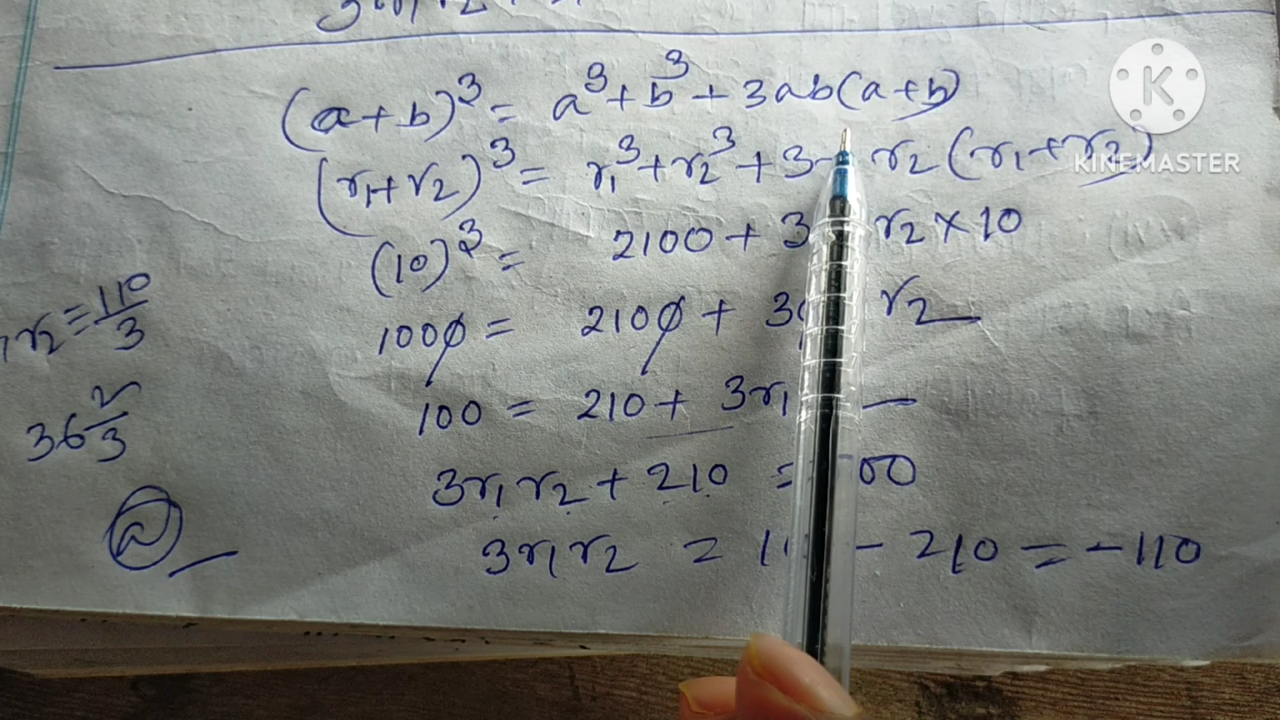 (a+b)³ = a³+b³+3ab(a+b)
(r₁+r₂)³ = r₁³+r₂³+3 r₂(r₁+r₂)
KINEMASTER
(10)³ = 2100+3 r₂×10
r₂=110/3
1000 = 2100+3 r₂
36 2/3
100 = 210+3r₁
3r₁r₂+210 = 00
3r₁r₂ = 1 - 210 = -110